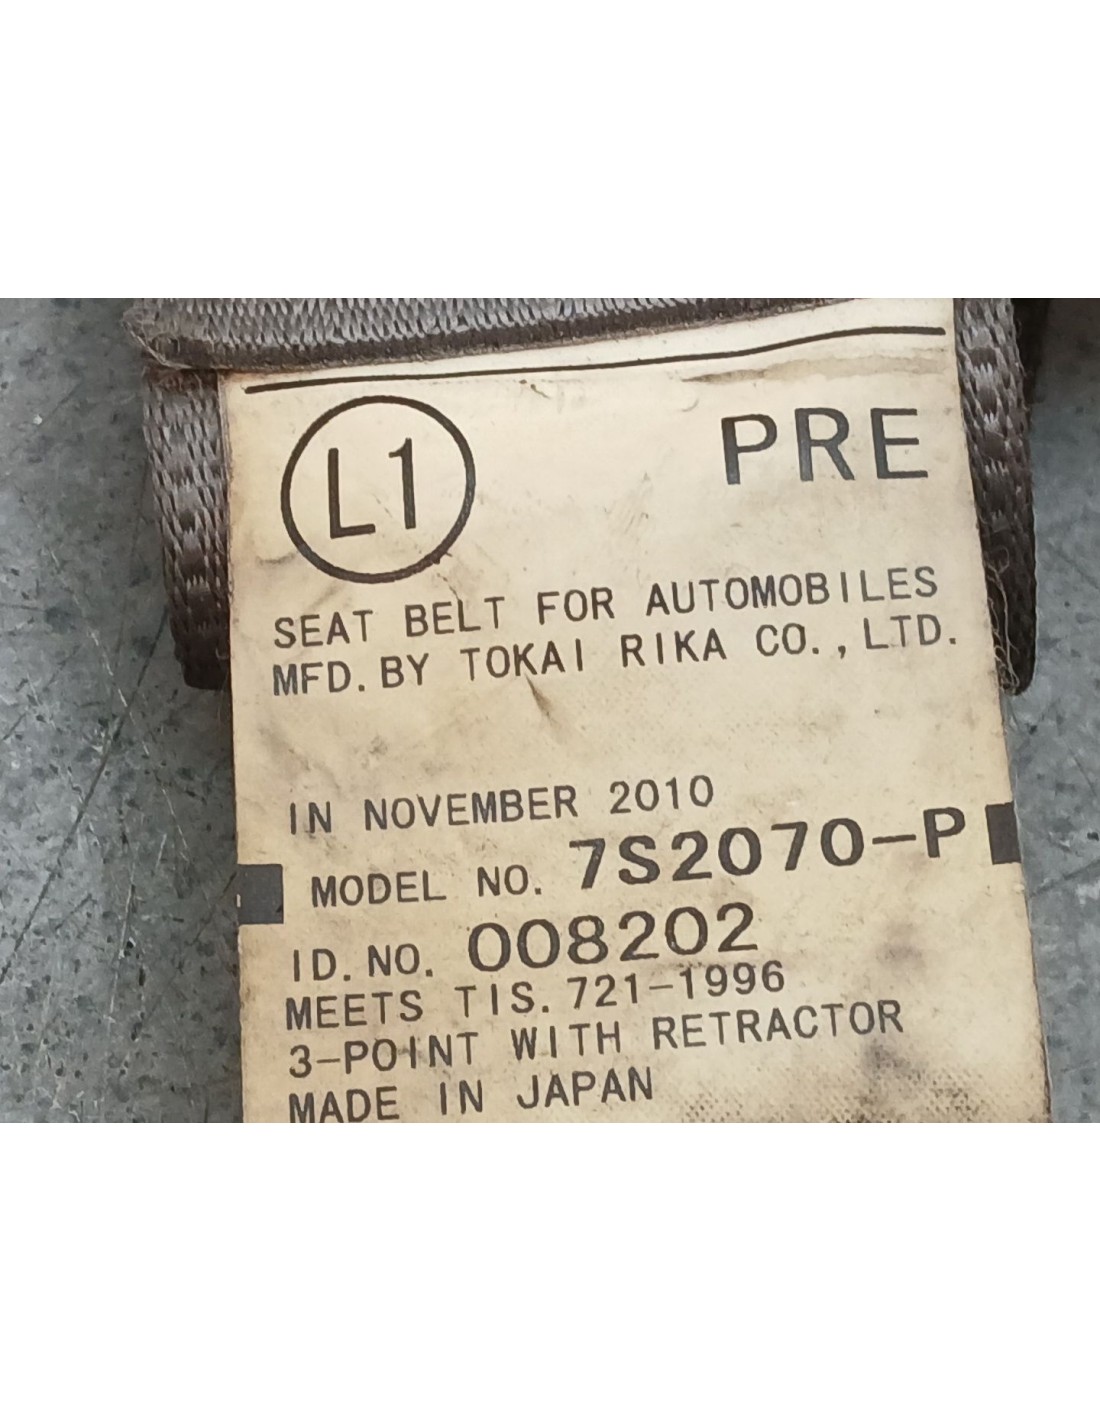 L1 PRE
SEAT BELT FOR AUTOMOBILES
MFD. BY TOKAI RIKA CO., LTD.
IN NOVEMBER 2010
MODEL NO. 7S2070-P
ID. NO. 008202
MEETS TIS. 721-1996
3-POINT WITH RETRACTOR
MADE IN JAPAN